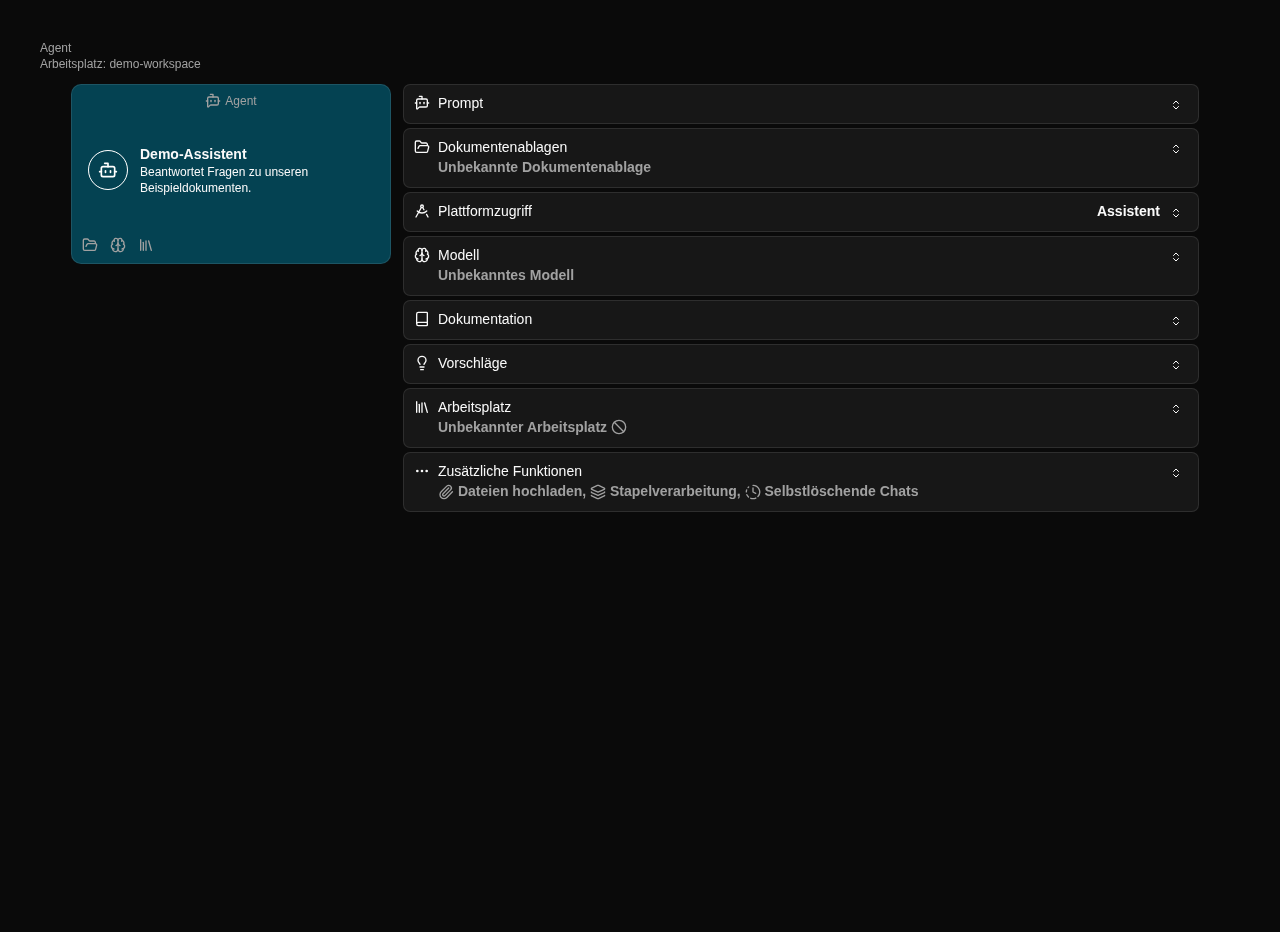 Agent
Arbeitsplatz: demo-workspace
Agent
Demo-Assistent
Beantwortet Fragen zu unseren
Beispieldokumenten.
Prompt
Dokumentenablagen
Unbekannte Dokumentenablage
Plattformzugriff Assistent
Modell
Unbekanntes Modell
Dokumentation
Vorschläge
Arbeitsplatz
Unbekannter Arbeitsplatz
Zusätzliche Funktionen
Dateien hochladen, Stapelverarbeitung, Selbstlöschende Chats